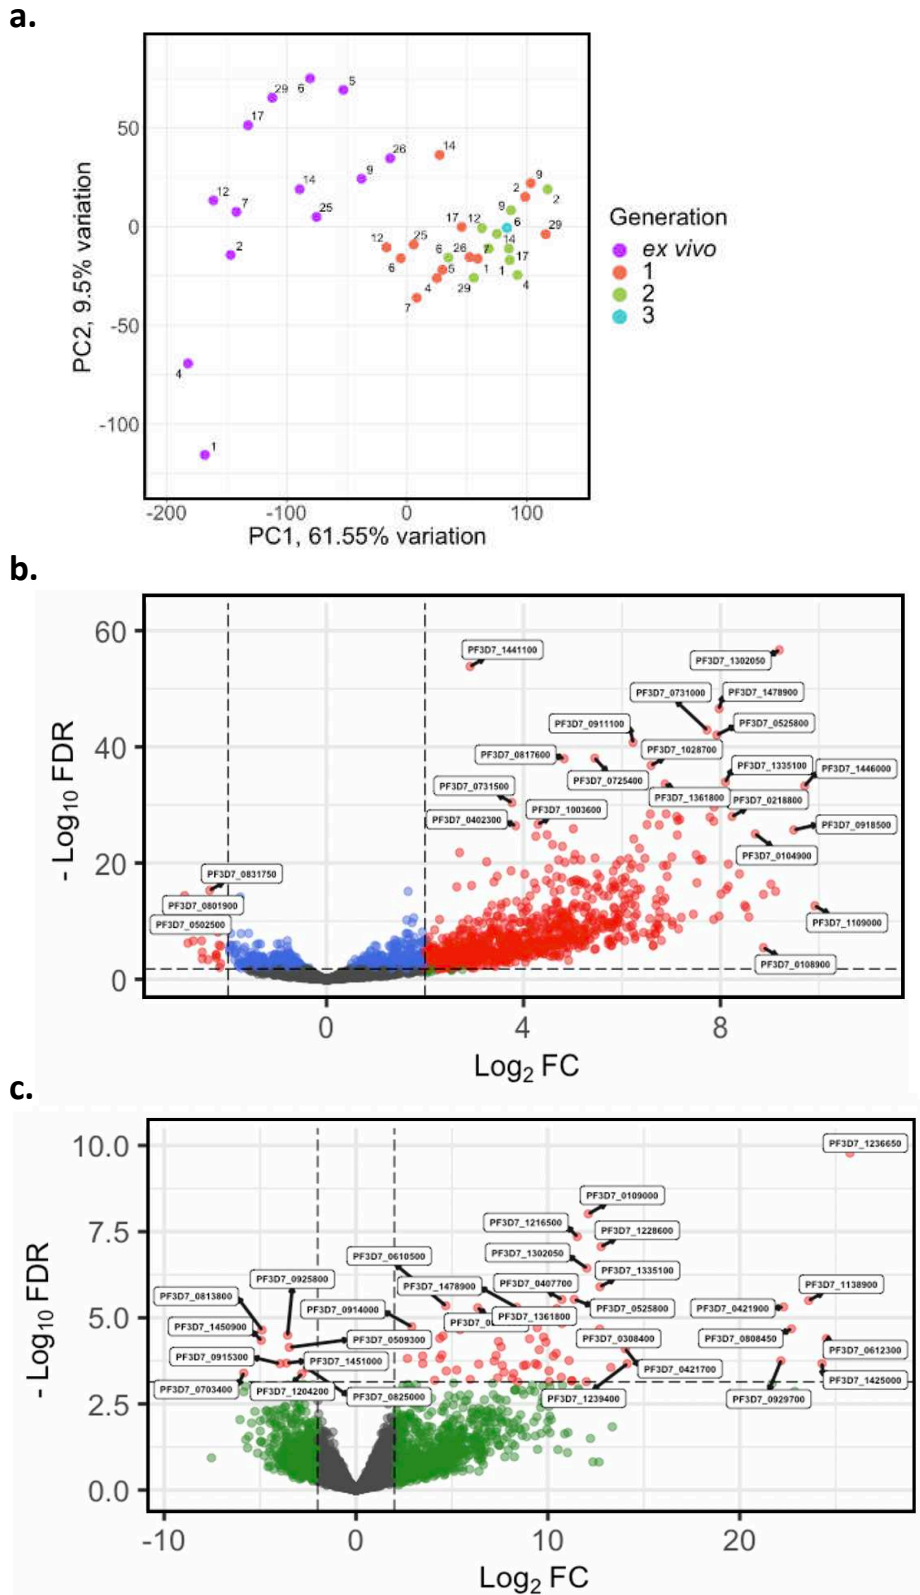 a.
29
6
5
17
50
26
14
14
9
9
12
2
2
7
25
9
0
17
12
6
29
2
12
25
6
26
7
14
6
5
1
1
17
4
29
4
7
-50
4
-100
1
-200
-100
0
100
PC1, 61.55% variation
PC2, 9.5% variation
Generation
ex vivo
1
2
3
b.
60
PF3D7_1441100
PF3D7_1302050
PF3D7_0731000
PF3D7_1478900
PF3D7_0911100
PF3D7_0525800
40
PF3D7_0817600
PF3D7_1028700
PF3D7_0725400
PF3D7_1335100
PF3D7_1446000
PF3D7_0731500
PF3D7_1361800
PF3D7_0218800
PF3D7_0402300
PF3D7_1003600
PF3D7_0918500
20
PF3D7_0104900
PF3D7_0831750
PF3D7_0801900
PF3D7_0502500
PF3D7_1109000
PF3D7_0108900
0
0
4
8
Log2 FC
- Log10 FDR
c.
10.0
PF3D7_1236650
PF3D7_0109000
7.5
PF3D7_1216500
PF3D7_1228600
PF3D7_0610500
PF3D7_1302050
PF3D7_0925800
PF3D7_1478900
PF3D7_0407700
PF3D7_1335100
PF3D7_1138900
PF3D7_0813800
5.0
PF3D7_0914000
PF3D7_1361800
PF3D7_0525800
PF3D7_0421900
PF3D7_1450900
PF3D7_0509300
PF3D7_0308400
PF3D7_0808450
PF3D7_0915300
PF3D7_1451000
PF3D7_0421700
PF3D7_0612300
PF3D7_0703400
PF3D7_1204200
PF3D7_0825000
PF3D7_1239400
PF3D7_0929700
PF3D7_1425000
2.5
0.0
-10
0
10
20
Log2 FC
- Log10 FDR